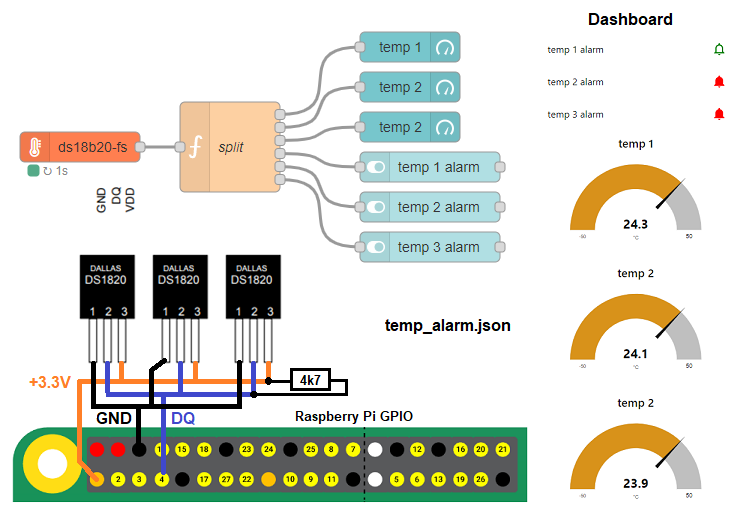 Dashboard
temp 1 alarm
temp 2 alarm
temp 3 alarm
temp 1
24.3
°C
-50
50
temp 2
24.1
°C
-50
50
temp 2
23.9
°C
-50
50
temp 1
temp 2
temp 2
temp 1 alarm
temp 2 alarm
temp 3 alarm
ds18b20-fs
f
split
↻ 1s
GND
DQ
VDD
DALLAS
DS1820
1 2 3
DALLAS
DS1820
1 2 3
DALLAS
DS1820
1 2 3
temp_alarm.json
+3.3V
4k7
GND
DQ
Raspberry Pi GPIO
15 18 23 24 25 8 7 12 16 20 21
2 3 4 17 27 22 10 9 11 5 6 13 19 26